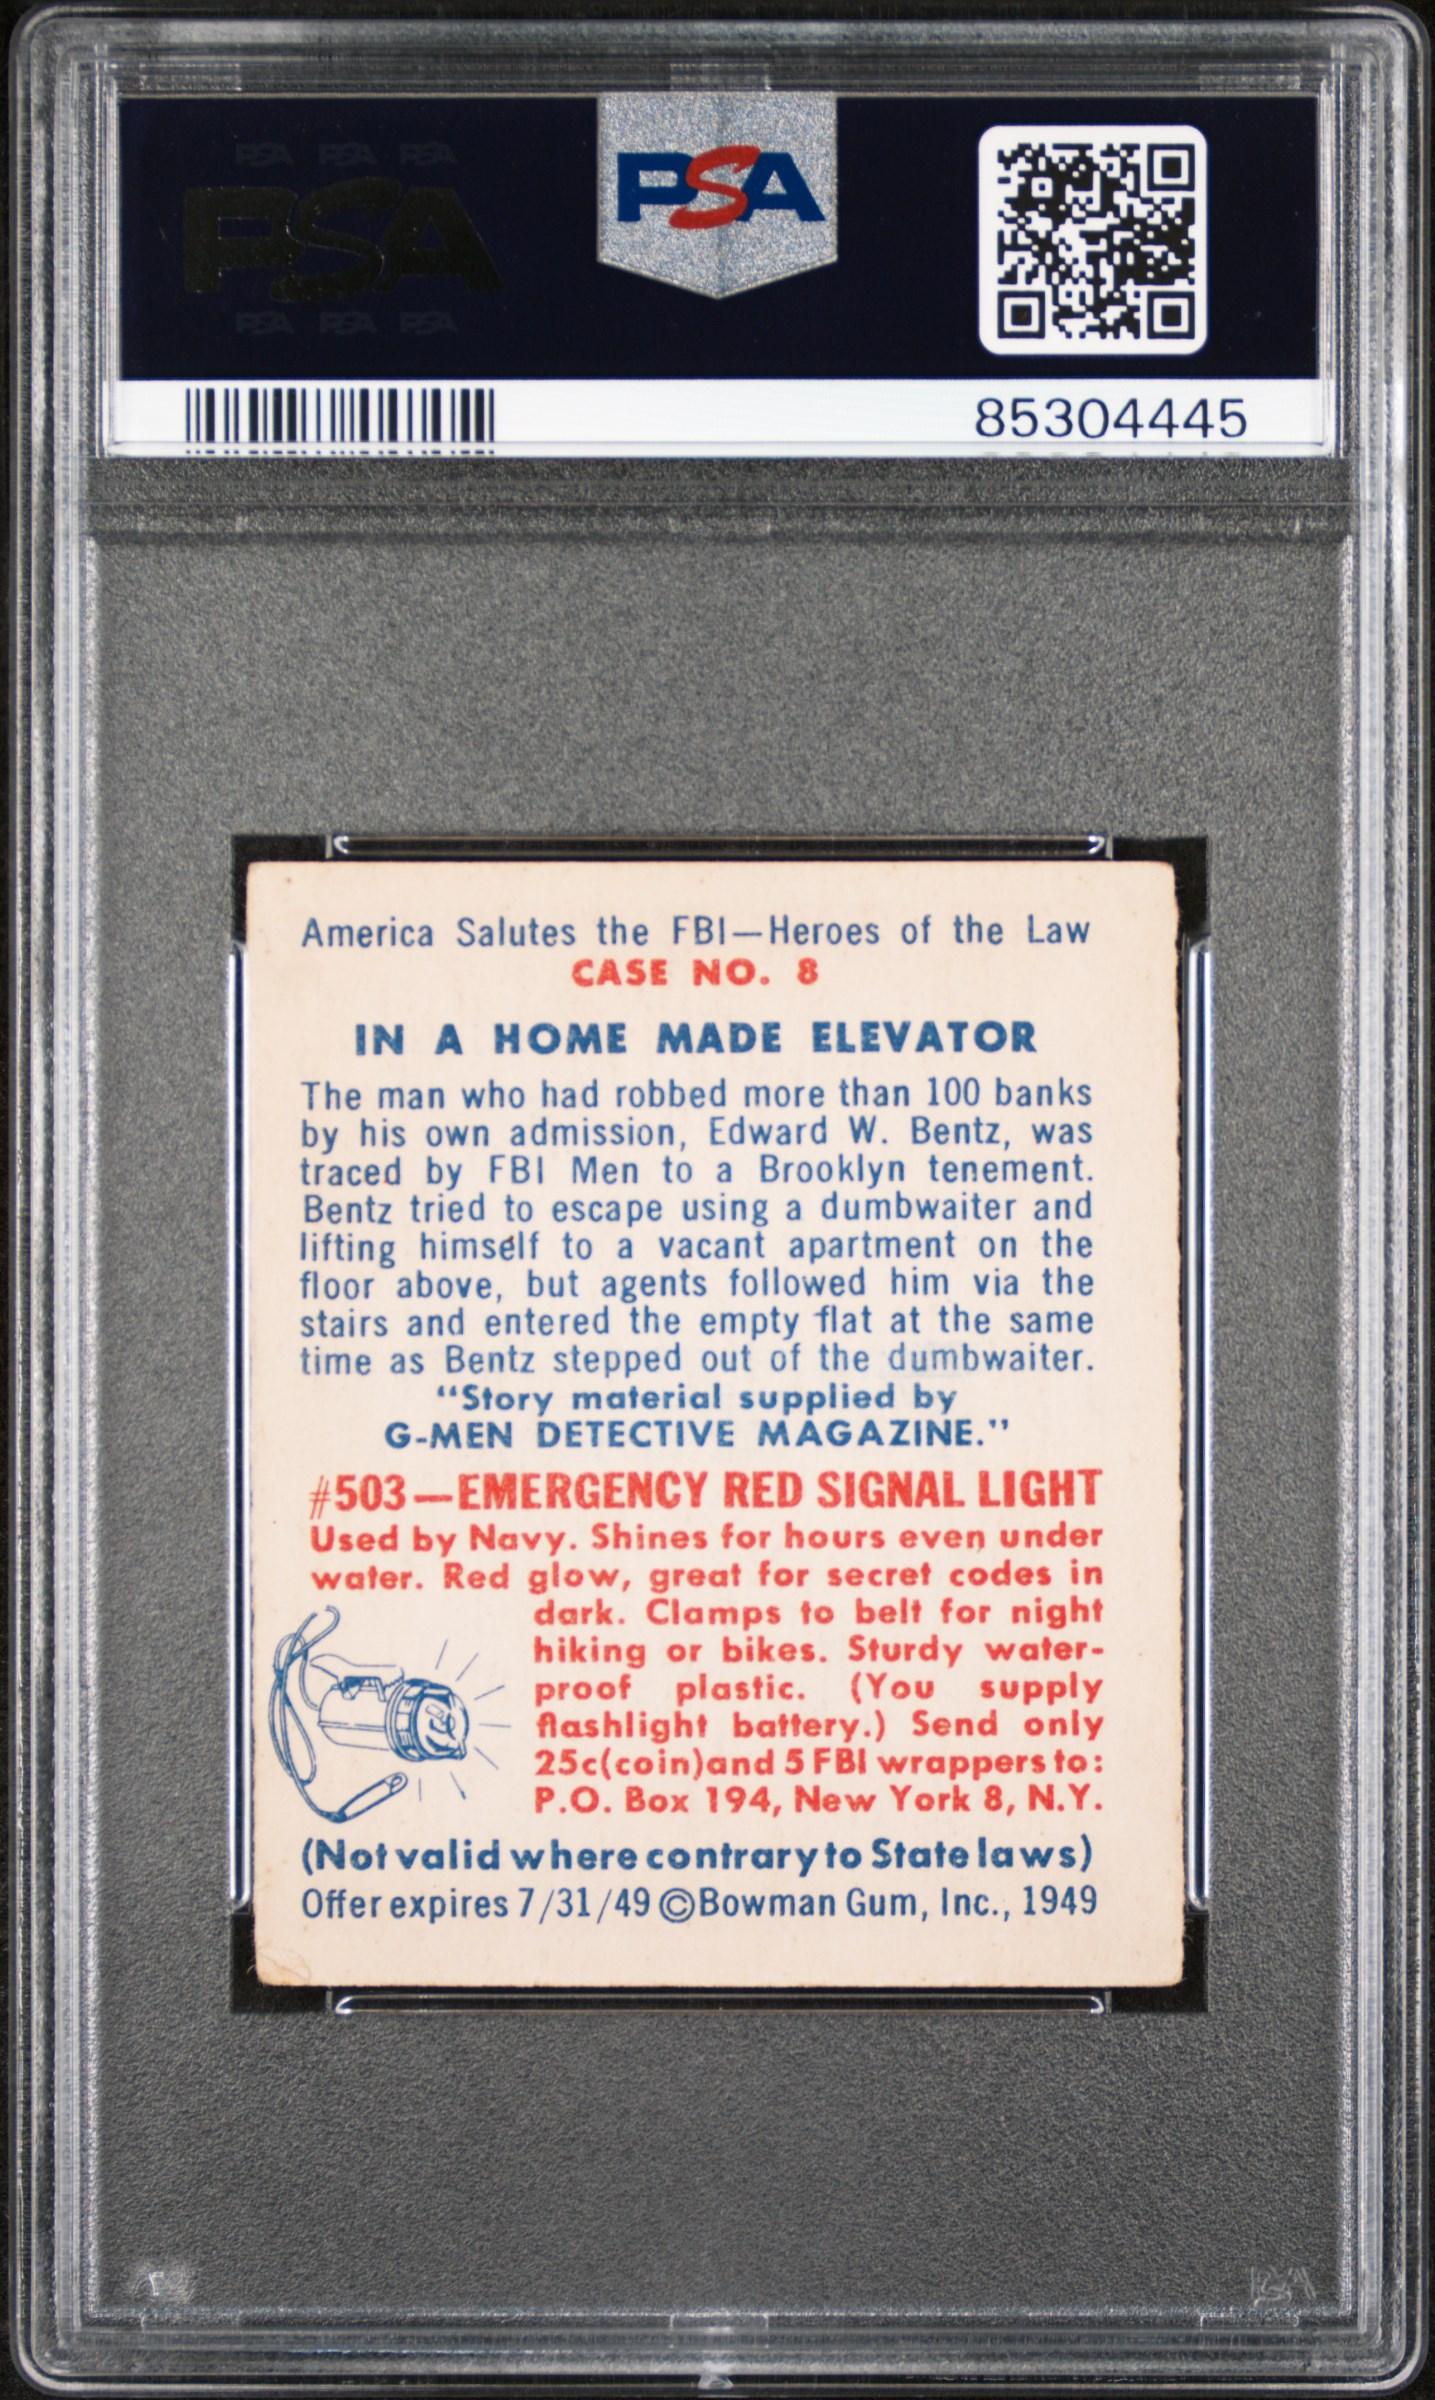 PSA PSA PSA
PSA
PSA PSA PSA
PSA
85304445
America Salutes the FBI—Heroes of the Law
CASE NO. 8
IN A HOME MADE ELEVATOR
The man who had robbed more than 100 banks
by his own admission, Edward W. Bentz, was
traced by FBI Men to a Brooklyn tenement.
Bentz tried to escape using a dumbwaiter and
lifting himself to a vacant apartment on the
floor above, but agents followed him via the
stairs and entered the empty flat at the same
time as Bentz stepped out of the dumbwaiter.
"Story material supplied by
G-MEN DETECTIVE MAGAZINE."
#503—EMERGENCY RED SIGNAL LIGHT
Used by Navy. Shines for hours even under
water. Red glow, great for secret codes in
dark. Clamps to belt for night
hiking or bikes. Sturdy water-
proof plastic. (You supply
flashlight battery.) Send only
25c(coin)and 5 FBI wrappers to:
P.O. Box 194, New York 8, N.Y.
(Not valid where contrary to State laws)
Offer expires 7/31/49 ©Bowman Gum, Inc., 1949
PSA